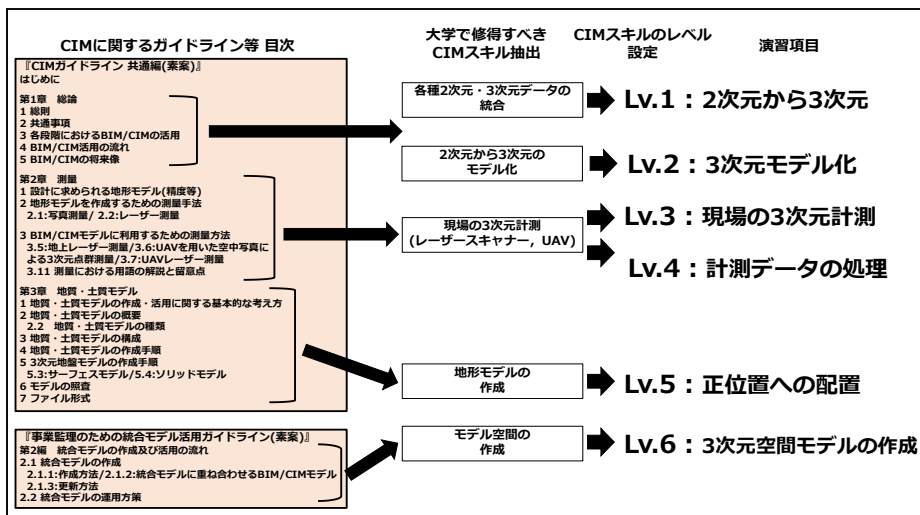 CIMに関するガイドライン等 目次
大学で修得すべき
CIMスキル抽出
CIMスキルのレベル
設定
演習項目
『CIMガイドライン 共通編(素案)』
はじめに
第1章 総論
1 総則
2 共通事項
3 各段階におけるBIM/CIMの活用
4 BIM/CIM活用の流れ
5 BIM/CIMの将来像
第2章 測量
1 設計に求められる地形モデル(精度等)
2 地形モデルを作成するための測量手法
2.1:写真測量/ 2.2:レーザー測量
3 BIM/CIMモデルに利用するための測量方法
3.5:地上レーザー測量/3.6:UAVを用いた空中写真に
よる3次元点群測量/3.7:UAVレーザー測量
3.11 測量における用語の解説と留意点
第3章 地質・土質モデル
1 地質・土質モデルの作成・活用に関する基本的な考え方
2 地質・土質モデルの概要
2.2 地質・土質モデルの種類
3 地質・土質モデルの構成
4 地質・土質モデルの作成手順
5 3次元地盤モデルの作成手順
5.3:サーフェスモデル/5.4:ソリッドモデル
6 モデルの照査
7 ファイル形式
『事業監理のための統合モデル活用ガイドライン(素案)』
第2編 統合モデルの作成及び活用の流れ
2.1 統合モデルの作成
2.1.1:作成方法/2.1.2:統合モデルに重ね合わせるBIM/CIMモデル
2.1.3:更新方法
2.2 統合モデルの運用方策
各種2次元・3次元データの
統合
Lv.1：2次元から3次元
2次元から3次元の
モデル化
Lv.2：3次元モデル化
現場の3次元計測
(レーザースキャナー, UAV)
Lv.3：現場の3次元計測
Lv.4：計測データの処理
地形モデルの
作成
Lv.5：正位置への配置
モデル空間の
作成
Lv.6：3次元空間モデルの作成